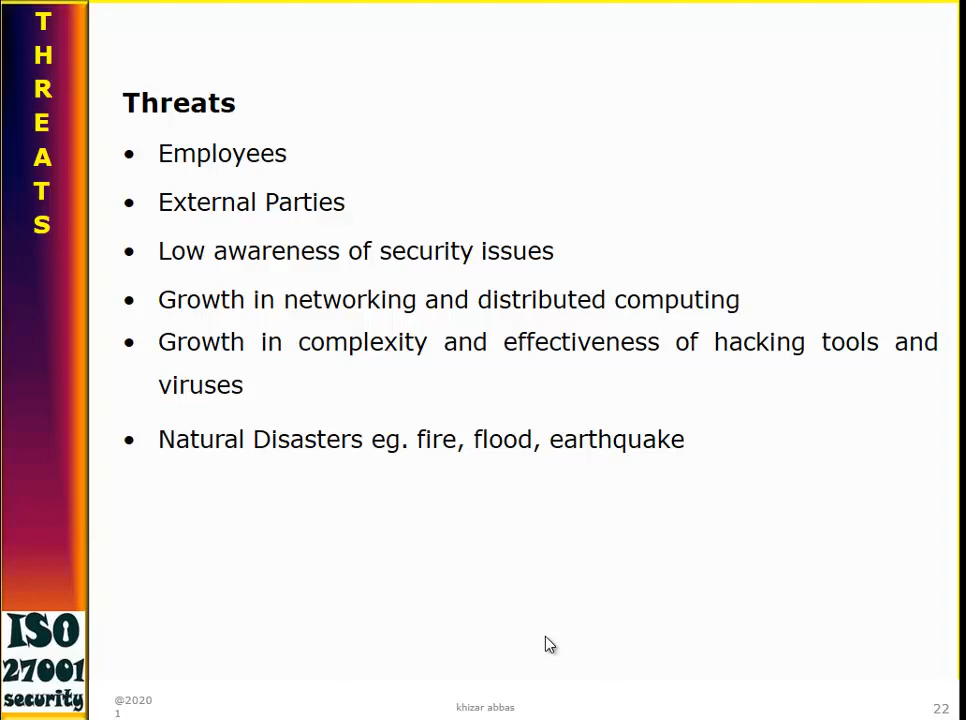 T
H
R
E
A
T
S
Threats
• Employees
• External Parties
• Low awareness of security issues
• Growth in networking and distributed computing
• Growth in complexity and effectiveness of hacking tools and
viruses
• Natural Disasters eg. fire, flood, earthquake
ISO
27001
security
@2020
1
khizar abbas
22